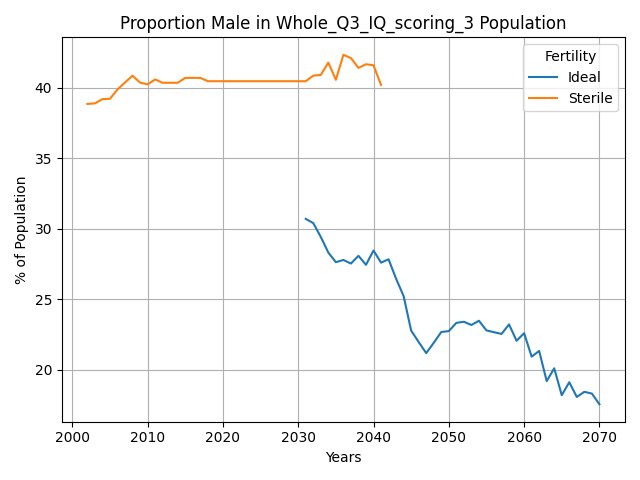 Proportion Male in Whole_Q3_IQ_scoring_3 Population
Fertility
Ideal
Sterile
% of Population
40
35
30
25
20
2000 2010 2020 2030 2040 2050 2060 2070
Years